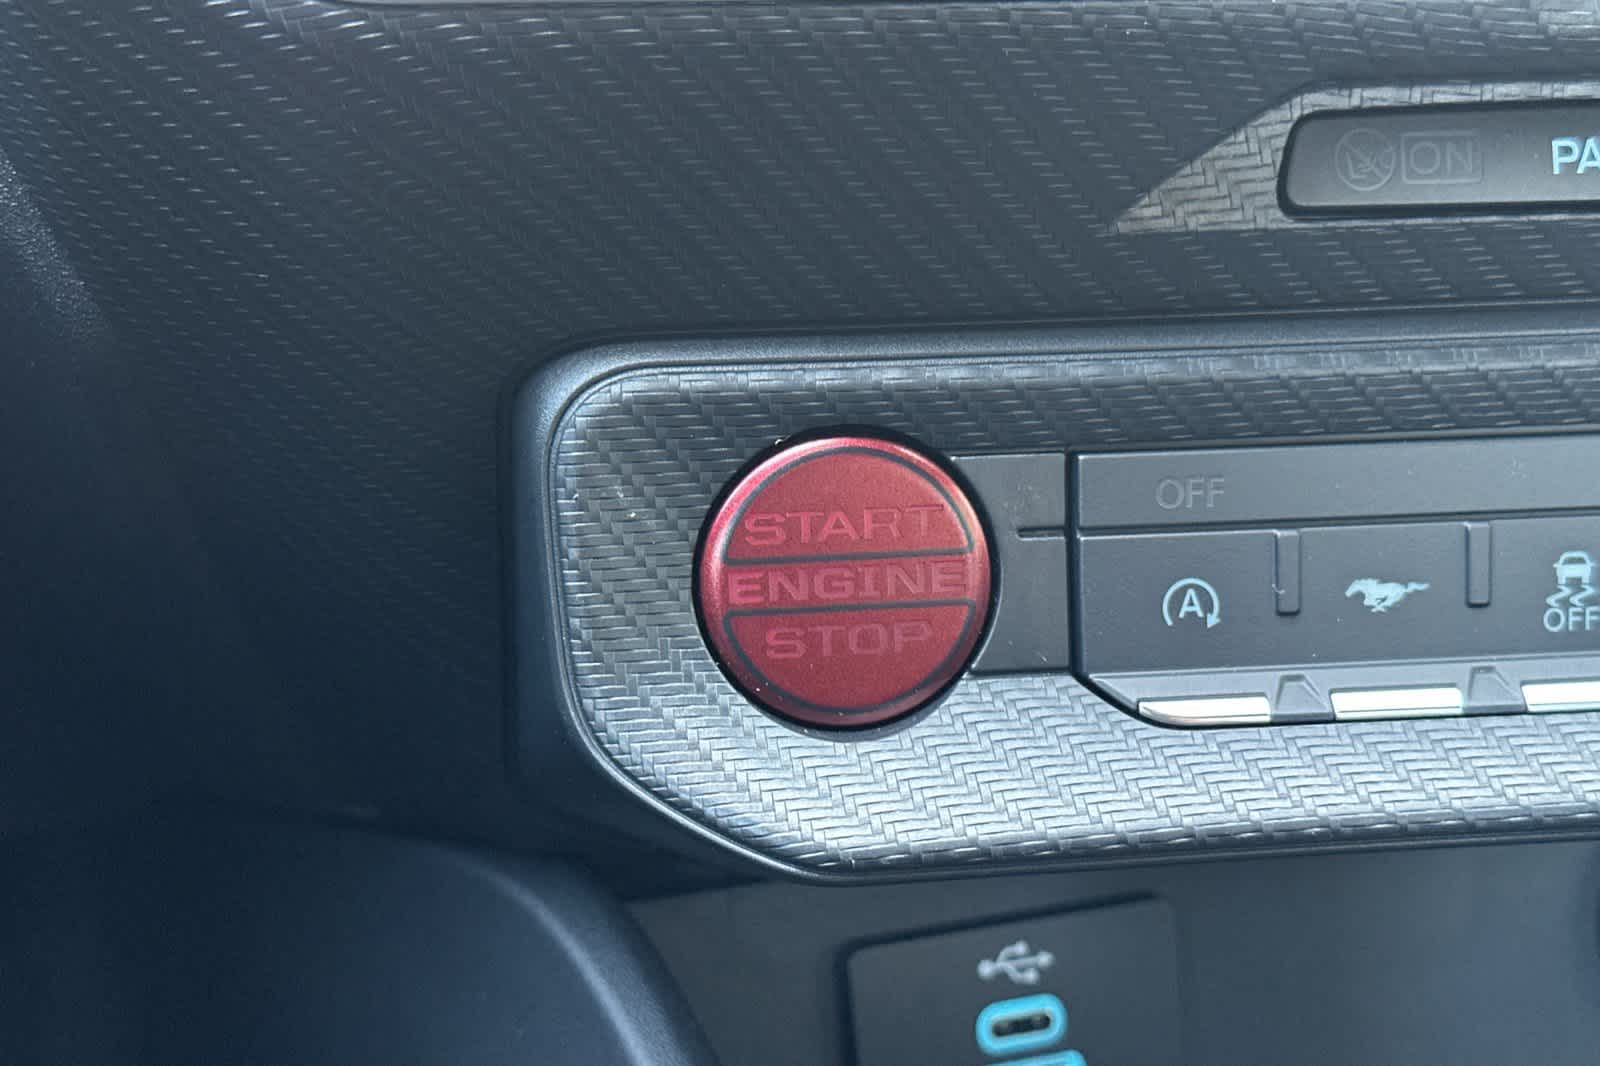 ON PA
START
ENGINE
STOP
OFF
A
OFF